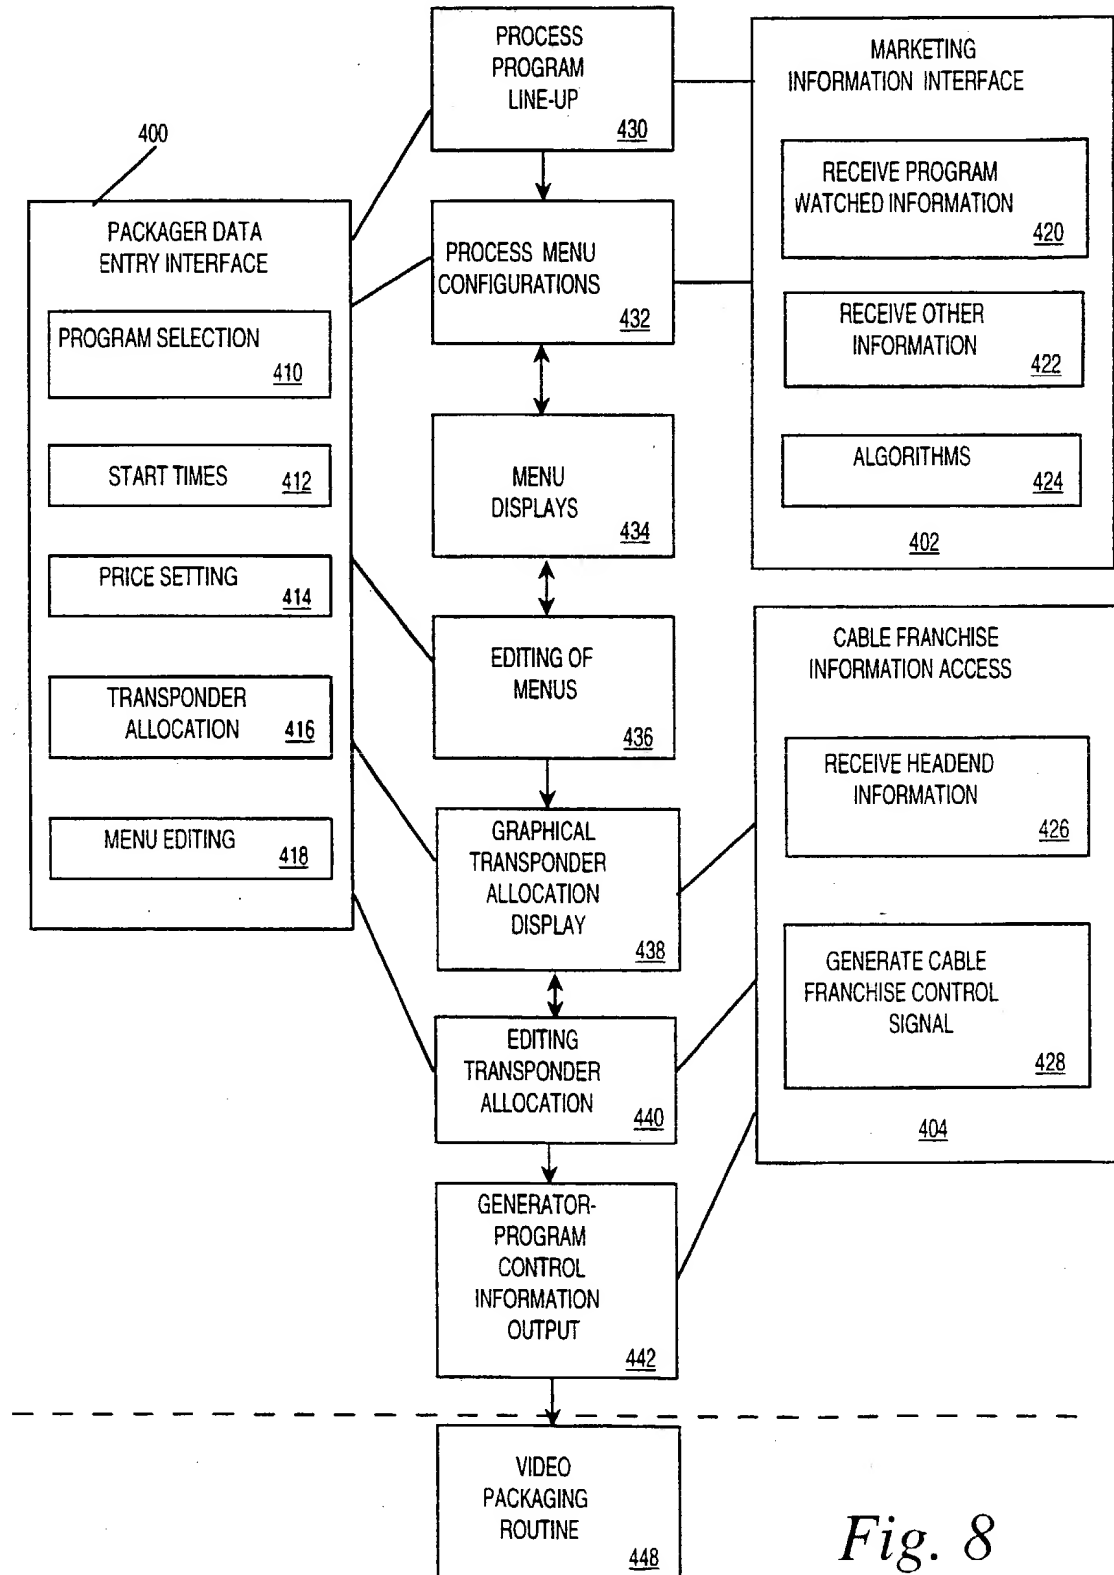 400
PACKAGER DATA
ENTRY INTERFACE
PROGRAM SELECTION
410
START TIMES 412
PRICE SETTING 414
TRANSPONDER
ALLOCATION 416
MENU EDITING 418
PROCESS
PROGRAM
LINE-UP
430
PROCESS MENU
CONFIGURATIONS
432
MENU
DISPLAYS
434
EDITING OF
MENUS
436
GRAPHICAL
TRANSPONDER
ALLOCATION
DISPLAY
438
EDITING
TRANSPONDER
ALLOCATION
440
GENERATOR-
PROGRAM
CONTROL
INFORMATION
OUTPUT
442
VIDEO
PACKAGING
ROUTINE
448
MARKETING
INFORMATION INTERFACE
RECEIVE PROGRAM
WATCHED INFORMATION
420
RECEIVE OTHER
INFORMATION
422
ALGORITHMS
424
402
CABLE FRANCHISE
INFORMATION ACCESS
RECEIVE HEADEND
INFORMATION
426
GENERATE CABLE
FRANCHISE CONTROL
SIGNAL
428
404
Fig. 8